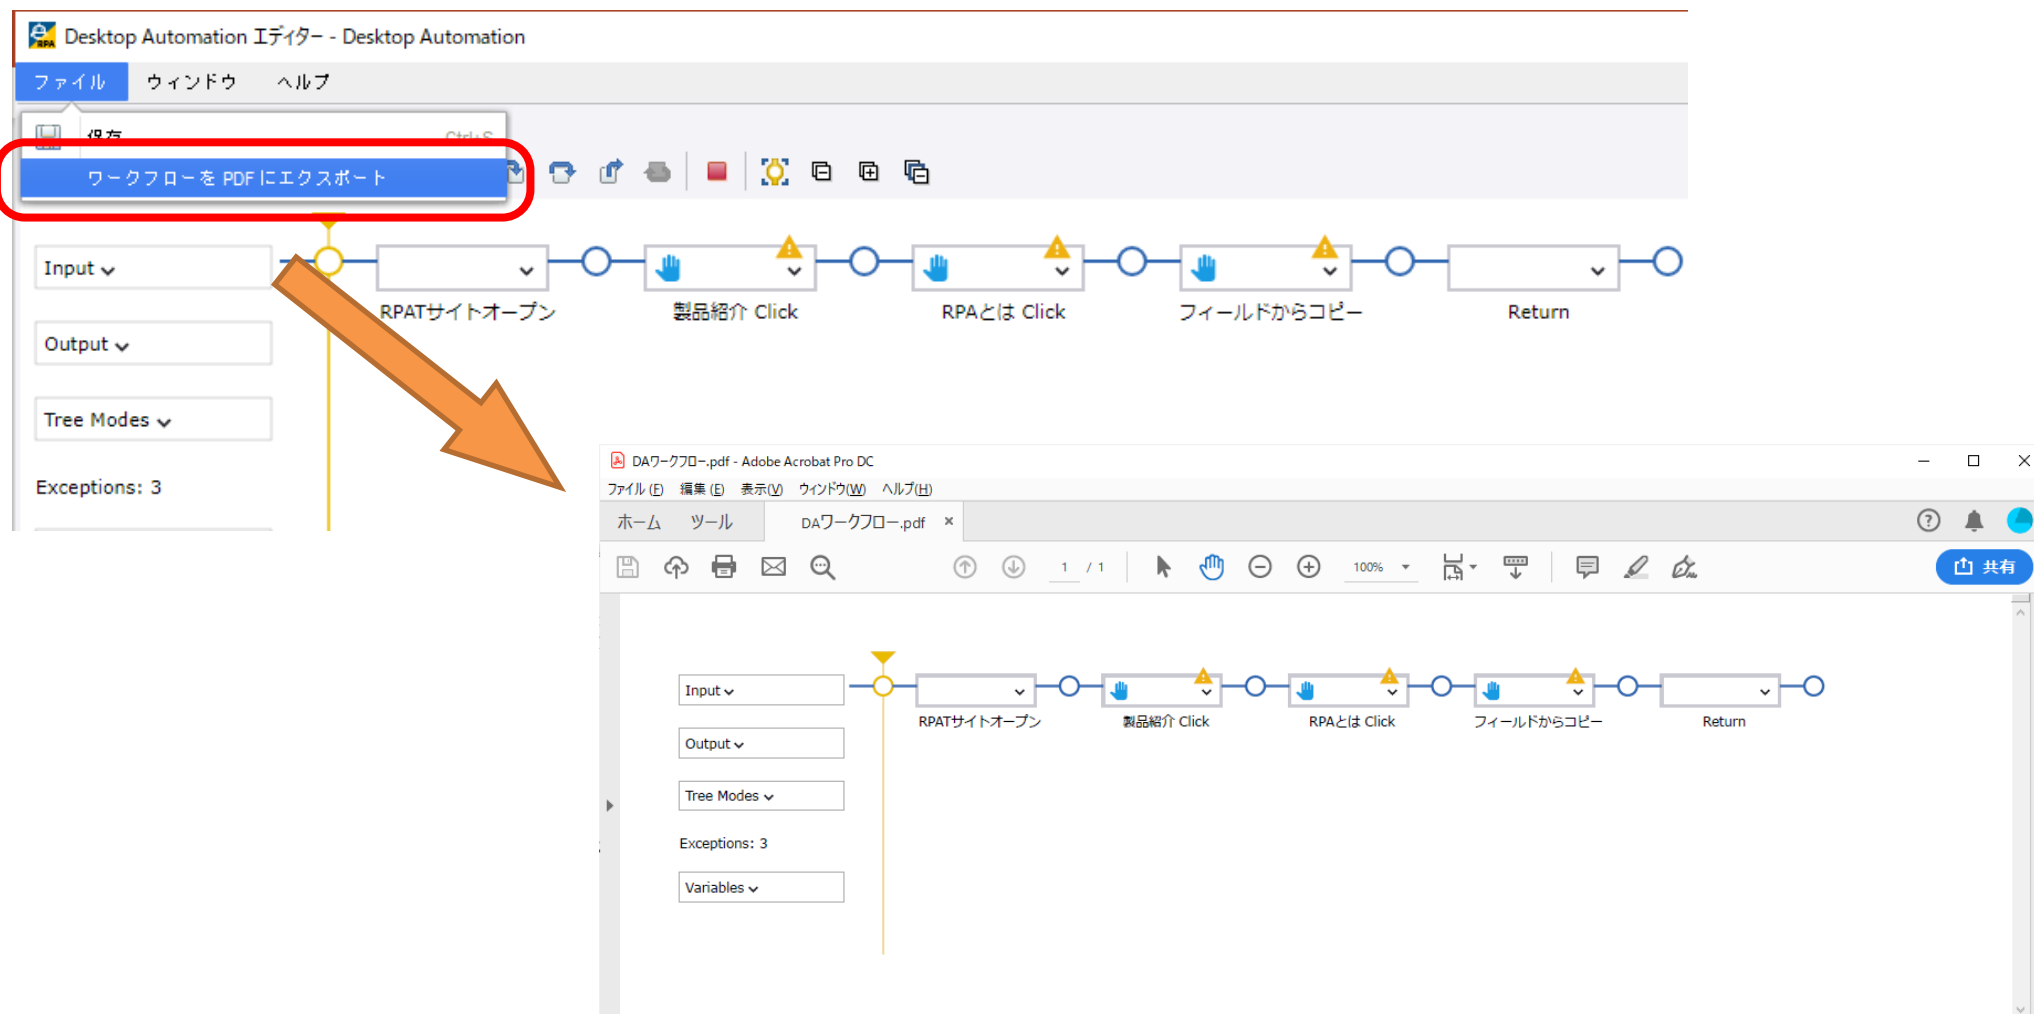 Desktop Automation エディター - Desktop Automation
ファイル ウィンドウ ヘルプ
保存 Ctrl+S
ワークフローを PDF にエクスポート
Input
RPATサイトオープン 製品紹介 Click RPAとは Click フィールドからコピー Return
Output
Tree Modes
Exceptions: 3
DAワークフロー.pdf - Adobe Acrobat Pro DC
ファイル (F) 編集 (E) 表示(V) ウィンドウ(W) ヘルプ(H)
ホーム ツール DAワークフロー.pdf ×
1 / 1 100% 共有
Input
RPATサイトオープン 製品紹介 Click RPAとは Click フィールドからコピー Return
Output
Tree Modes
Exceptions: 3
Variables